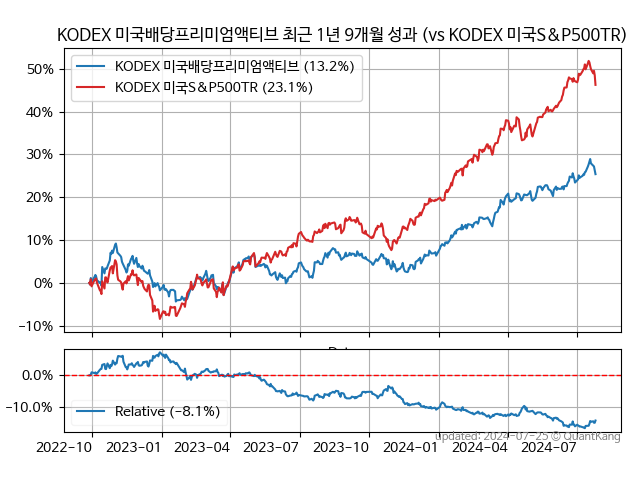 KODEX 미국배당프리미엄액티브 최근 1년 9개월 성과 (vs KODEX 미국S&P500TR)
KODEX 미국배당프리미엄액티브 (13.2%)
KODEX 미국S&P500TR (23.1%)
50%
40%
30%
20%
10%
0%
−10%
0.0%
−10.0%
Relative (−8.1%)
updated: 2024-07-25 © QuantKang
2022-10 2023-01 2023-04 2023-07 2023-10 2024-01 2024-04 2024-07